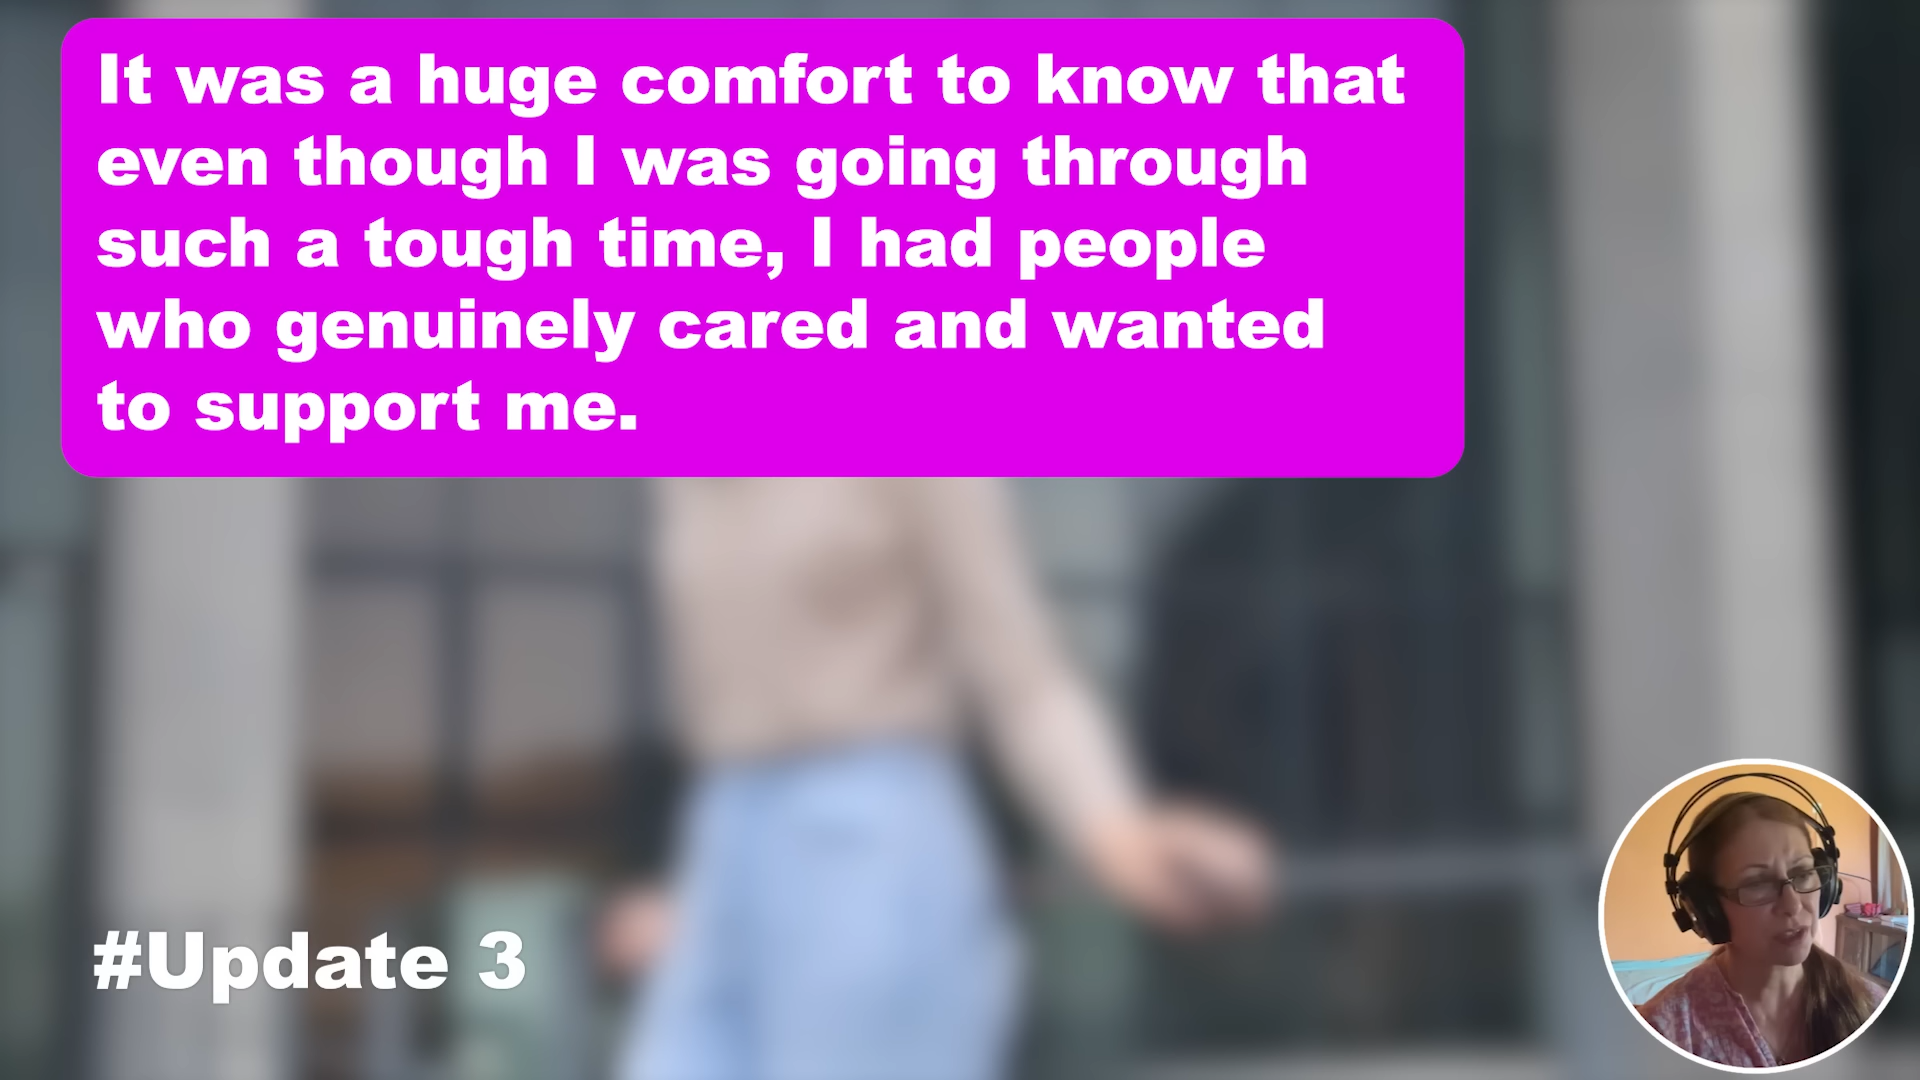 It was a huge comfort to know that
even though I was going through
such a tough time, I had people
who genuinely cared and wanted
to support me.
#Update 3